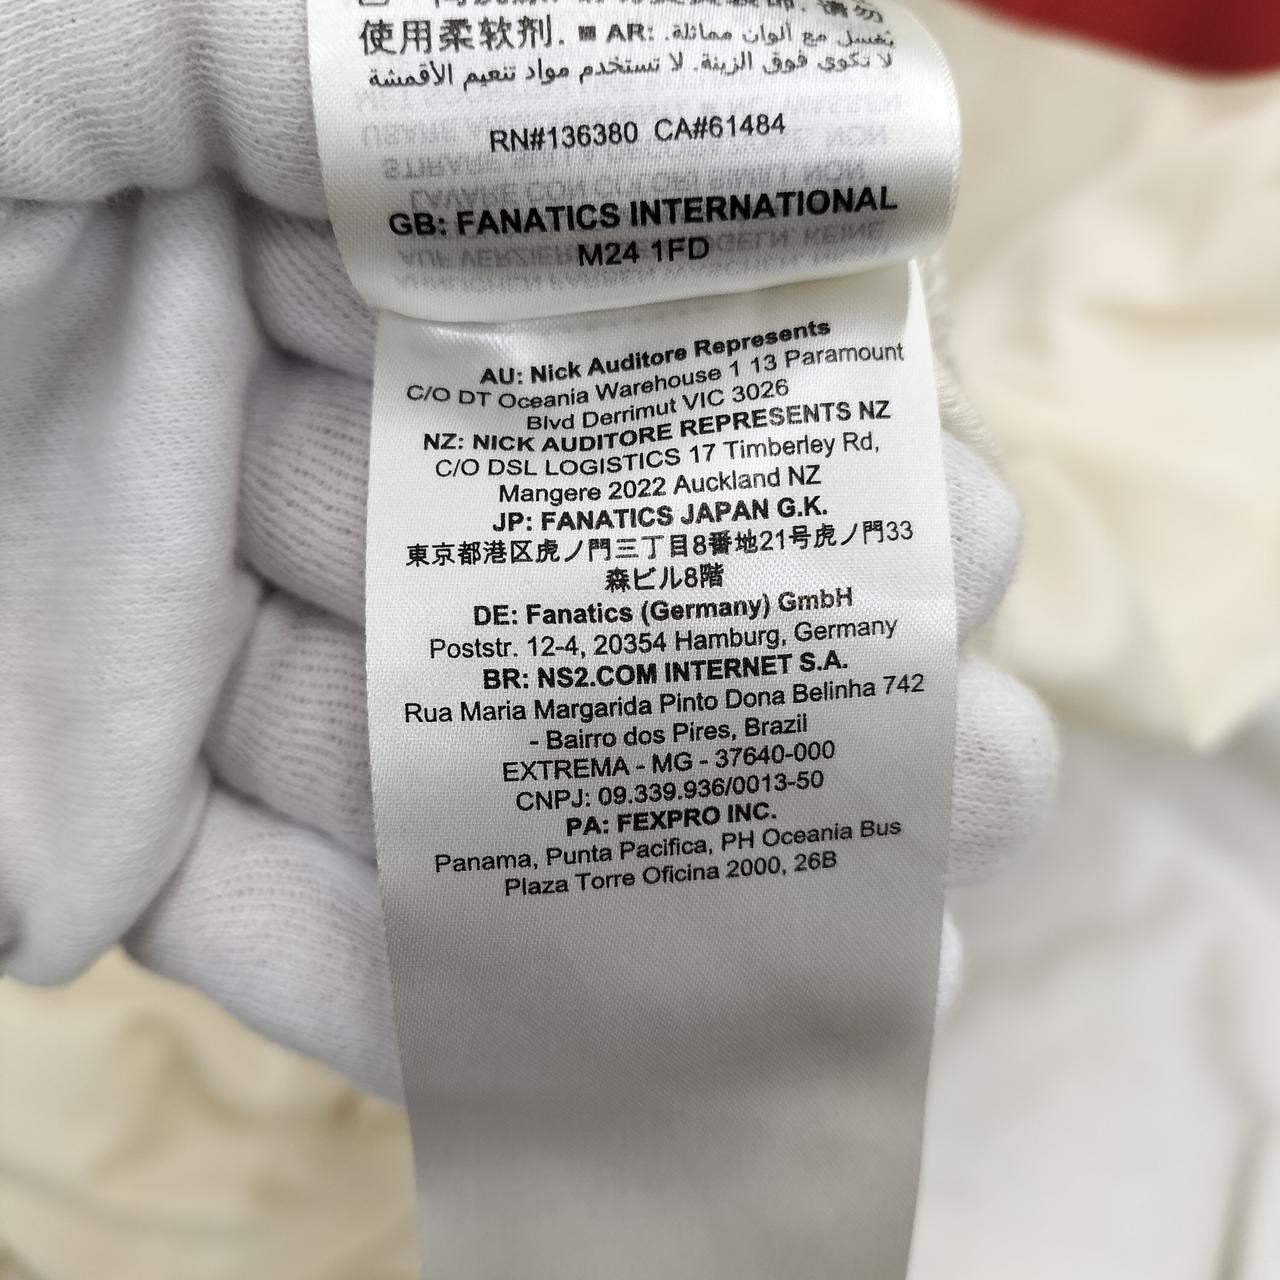 请勿
使用柔软剂. ■ AR: يغسل مع ألوان مماثلة.
لا تكوى فوق الزينة. لا تستخدم مواد تنعيم الأقمشة
RN#136380 CA#61484
GB: FANATICS INTERNATIONAL
M24 1FD
AU: Nick Auditore Represents
C/O DT Oceania Warehouse 1 13 Paramount
Blvd Derrimut VIC 3026
NZ: NICK AUDITORE REPRESENTS NZ
C/O DSL LOGISTICS 17 Timberley Rd,
Mangere 2022 Auckland NZ
JP: FANATICS JAPAN G.K.
東京都港区虎ノ門三丁目8番地21号虎ノ門33
森ビル8階
DE: Fanatics (Germany) GmbH
Poststr. 12-4, 20354 Hamburg, Germany
BR: NS2.COM INTERNET S.A.
Rua Maria Margarida Pinto Dona Belinha 742
- Bairro dos Pires, Brazil
EXTREMA - MG - 37640-000
CNPJ: 09.339.936/0013-50
PA: FEXPRO INC.
Panama, Punta Pacifica, PH Oceania Bus
Plaza Torre Oficina 2000, 26B